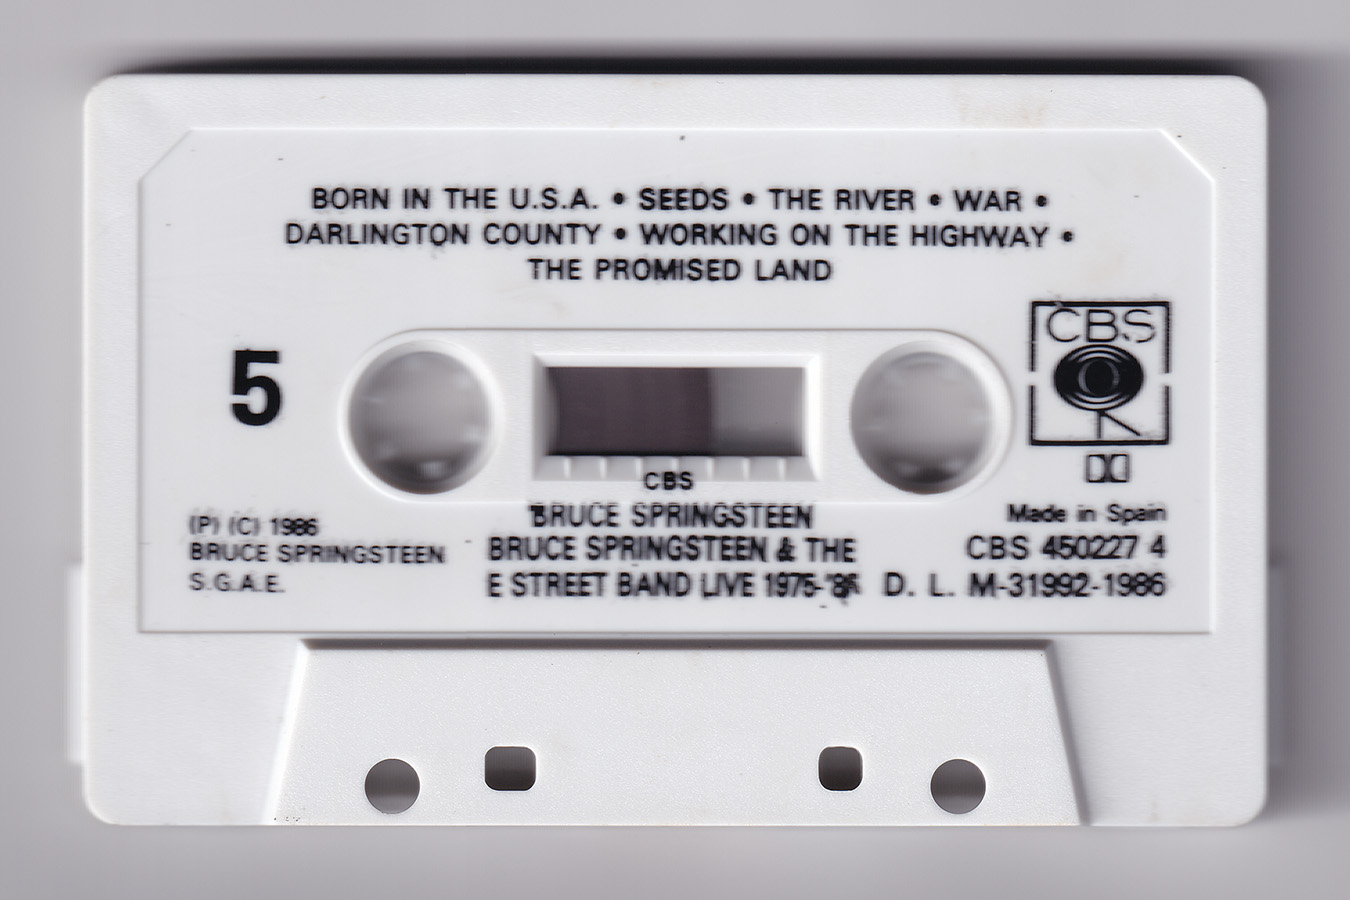 BORN IN THE U.S.A. • SEEDS • THE RIVER • WAR •
DARLINGTON COUNTY • WORKING ON THE HIGHWAY •
THE PROMISED LAND
CBS
5
CBS
(P) (C) 1986
BRUCE SPRINGSTEEN
S.G.A.E.
BRUCE SPRINGSTEEN
BRUCE SPRINGSTEEN & THE
E STREET BAND LIVE 1975-'85
Made in Spain
CBS 450227 4
D. L. M-31992-1986